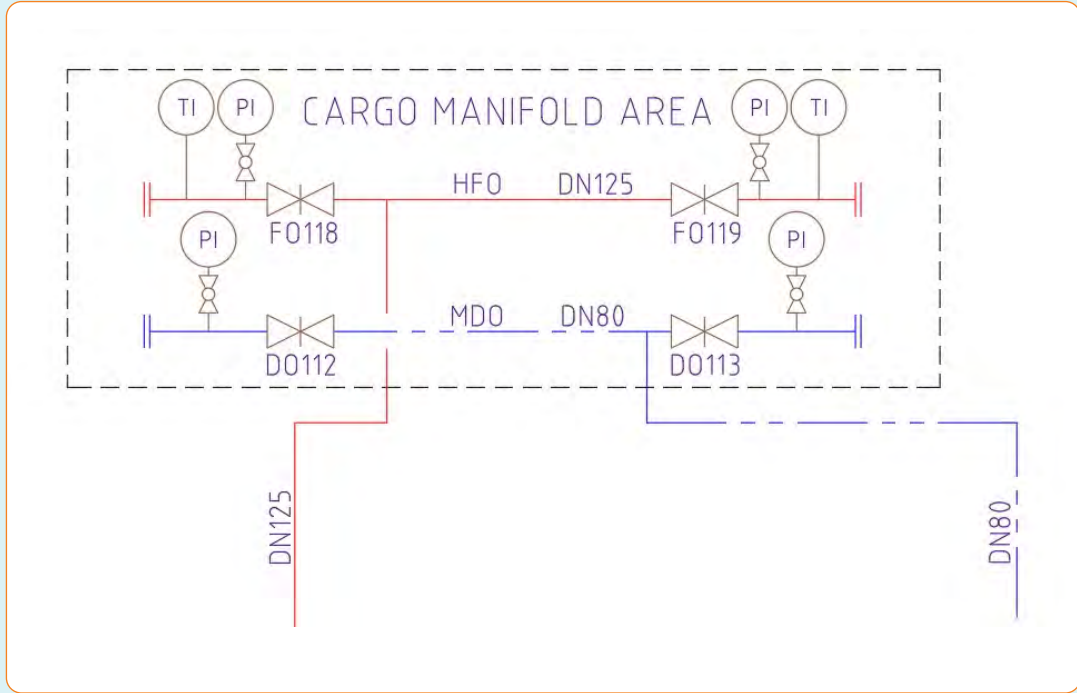 TI PI CARGO MANIFOLD AREA PI TI
HFO DN125
FO118 FO119
PI PI
MDO DN80
DO112 DO113
DN125
DN80